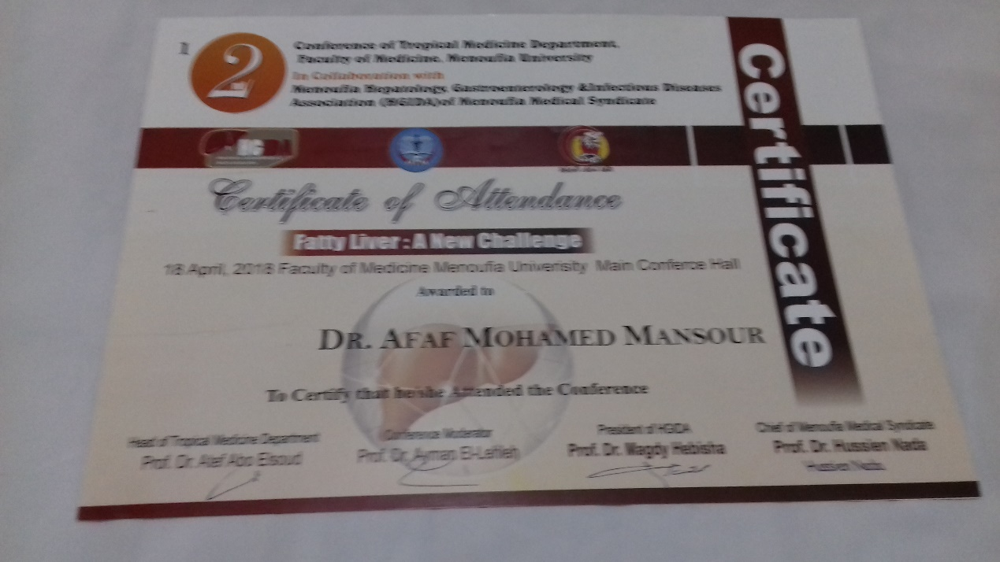 1
2
Conference of Tropical Medicine Department,
Faculty of Medicine, Menoufia University
In Collaboration with
Menoufia Hepatology, Gastroenterology &Infectious Diseases
Association (HGIDA)of Menoufia Medical Syndicate
Certificate
Certificate of Attendance
Fatty Liver : A New Challenge
18 April, 2018 Faculty of Medicine Menoufia Univerisity Main Conferce Hall
Awarded to
DR. AFAF MOHAMED MANSOUR
To Certify that he/she Attended the Conference
Head of Tropical Medicine Department
Prof. Dr. Atef Abo Elsoud
Conference Moderator
Prof. Dr. Ayman
President of HGIDA
Prof. Dr. Magdy Hebisha
Chief of Menoufia Medical Syndicate
Prof. Dr. Hussien Nada
Hussien Nada